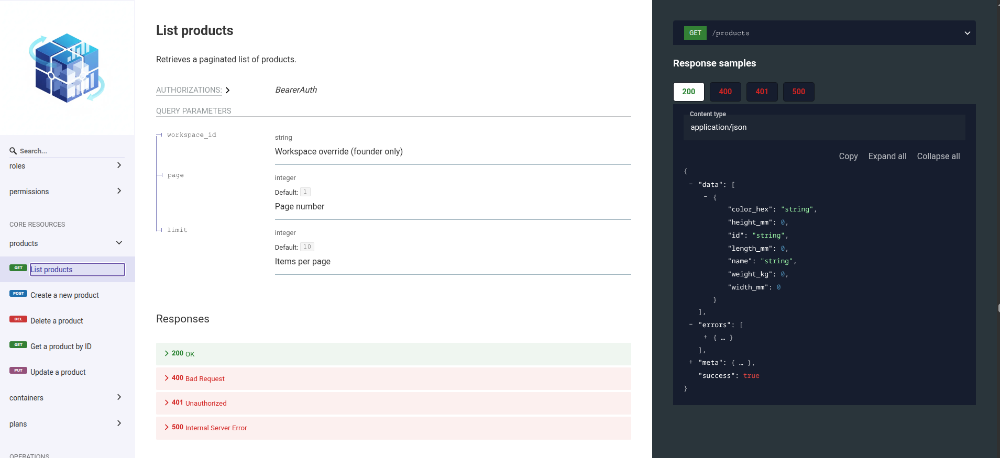 Search...
roles
permissions
CORE RESOURCES
products
GET List products
POST Create a new product
DEL Delete a product
GET Get a product by ID
PUT Update a product
containers
plans
OPERATIONS
List products
Retrieves a paginated list of products.
AUTHORIZATIONS: BearerAuth
QUERY PARAMETERS
workspace_id
string
Workspace override (founder only)
page
integer
Default: 1
Page number
limit
integer
Default: 10
Items per page
Responses
200 OK
400 Bad Request
401 Unauthorized
500 Internal Server Error
GET /products
Response samples
200 400 401 500
Content type
application/json
Copy Expand all Collapse all
{
- "data": [
- {
"color_hex": "string",
"height_mm": 0,
"id": "string",
"length_mm": 0,
"name": "string",
"weight_kg": 0,
"width_mm": 0
}
],
- "errors": [
+ { … }
],
+ "meta": { … },
"success": true
}